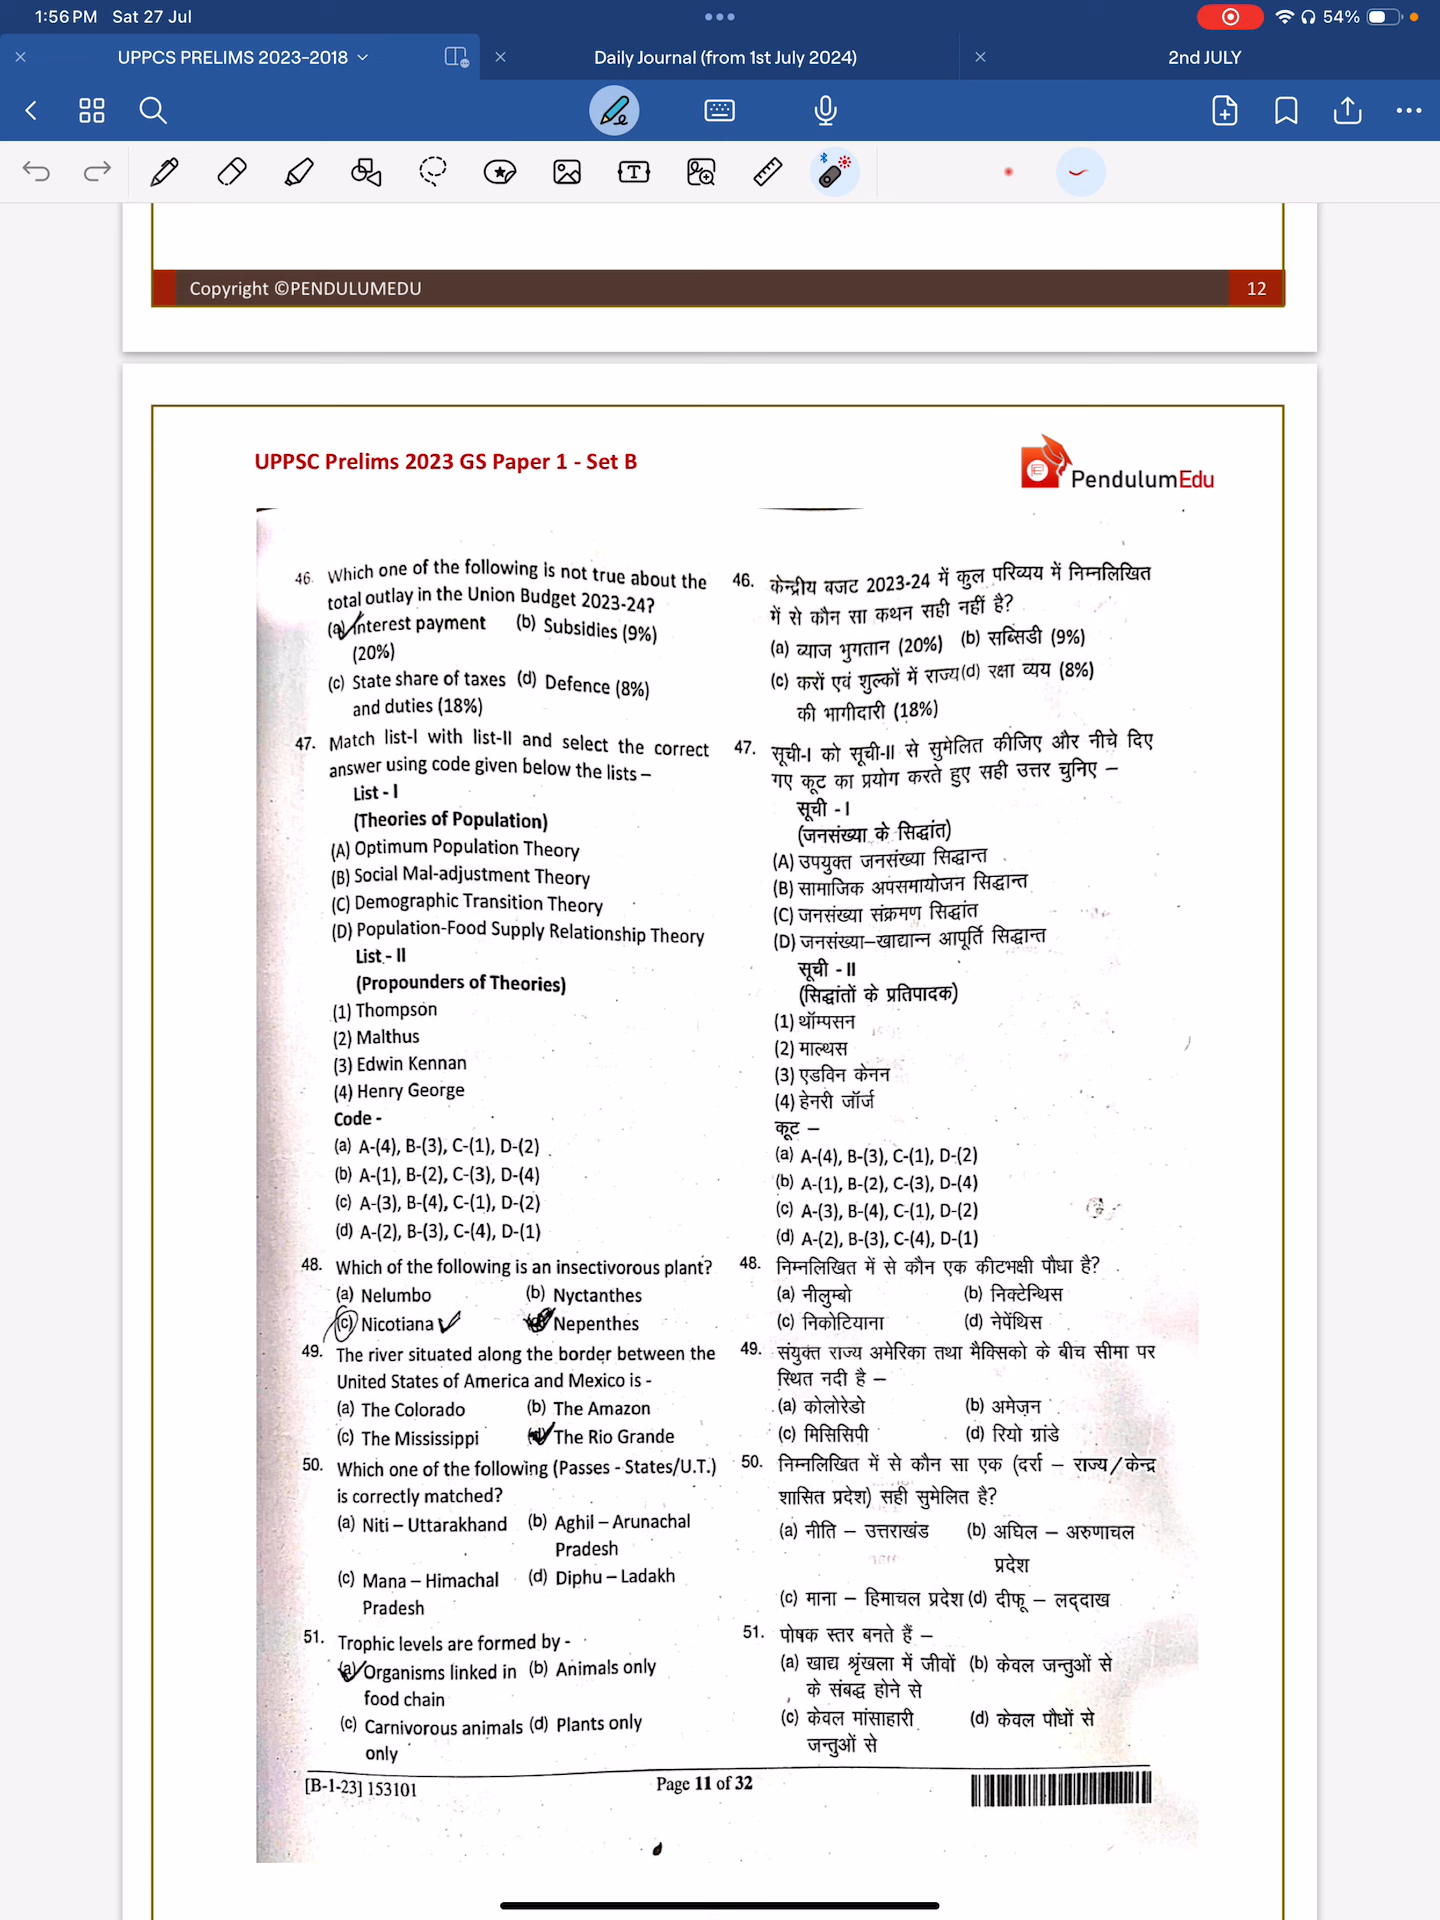 1:56 PM Sat 27 Jul
54%
UPPCS PRELIMS 2023-2018
Daily Journal (from 1st July 2024)
2nd JULY
Copyright ©PENDULUMEDU
12
UPPSC Prelims 2023 GS Paper 1 - Set B
PendulumEdu
46. Which one of the following is not true about the
total outlay in the Union Budget 2023-24?
(a) Interest payment (b) Subsidies (9%)
(20%)
(c) State share of taxes (d) Defence (8%)
and duties (18%)
47. Match list-I with list-II and select the correct
answer using code given below the lists –
List - I
(Theories of Population)
(A) Optimum Population Theory
(B) Social Mal-adjustment Theory
(C) Demographic Transition Theory
(D) Population-Food Supply Relationship Theory
List - II
(Propounders of Theories)
(1) Thompson
(2) Malthus
(3) Edwin Kennan
(4) Henry George
Code -
(a) A-(4), B-(3), C-(1), D-(2)
(b) A-(1), B-(2), C-(3), D-(4)
(c) A-(3), B-(4), C-(1), D-(2)
(d) A-(2), B-(3), C-(4), D-(1)
48. Which of the following is an insectivorous plant?
(a) Nelumbo (b) Nyctanthes
(c) Nicotiana Nepenthes
49. The river situated along the border between the
United States of America and Mexico is -
(a) The Colorado (b) The Amazon
(c) The Mississippi (d) The Rio Grande
50. Which one of the following (Passes - States/U.T.)
is correctly matched?
(a) Niti – Uttarakhand (b) Aghil – Arunachal
Pradesh
(c) Mana – Himachal (d) Diphu – Ladakh
Pradesh
51. Trophic levels are formed by -
(a) Organisms linked in (b) Animals only
food chain
(c) Carnivorous animals (d) Plants only
only
46. केन्द्रीय बजट 2023-24 में कुल परिव्यय में निम्नलिखित
में से कौन सा कथन सही नहीं है?
(a) व्याज भुगतान (20%) (b) सब्सिडी (9%)
(c) करों एवं शुल्कों में राज्य (d) रक्षा व्यय (8%)
की भागीदारी (18%)
47. सूची-I को सूची-II से सुमेलित कीजिए और नीचे दिए
गए कूट का प्रयोग करते हुए सही उत्तर चुनिए –
सूची - I
(जनसंख्या के सिद्धांत)
(A) उपयुक्त जनसंख्या सिद्धान्त
(B) सामाजिक अपसमायोजन सिद्धान्त
(C) जनसंख्या संक्रमण सिद्धांत
(D) जनसंख्या–खाद्यान्न आपूर्ति सिद्धान्त
सूची - II
(सिद्धांतों के प्रतिपादक)
(1) थॉम्पसन
(2) माल्थस
(3) एडविन केनन
(4) हेनरी जॉर्ज
कूट –
(a) A-(4), B-(3), C-(1), D-(2)
(b) A-(1), B-(2), C-(3), D-(4)
(c) A-(3), B-(4), C-(1), D-(2)
(d) A-(2), B-(3), C-(4), D-(1)
48. निम्नलिखित में से कौन एक कीटभक्षी पौधा है?
(a) नीलुम्बो (b) निक्टेन्थिस
(c) निकोटियाना (d) नेपेंथिस
49. संयुक्त राज्य अमेरिका तथा मैक्सिको के बीच सीमा पर
स्थित नदी है –
(a) कोलोरेडो (b) अमेज़न
(c) मिसिसिपी (d) रियो ग्रांडे
50. निम्नलिखित में से कौन सा एक (दर्रा – राज्य/केन्द्र
शासित प्रदेश) सही सुमेलित है?
(a) नीति – उत्तराखंड (b) अघिल – अरुणाचल
प्रदेश
(c) माना – हिमाचल प्रदेश (d) दीफू – लद्दाख
51. पोषक स्तर बनते हैं –
(a) खाद्य श्रृंखला में जीवों (b) केवल जन्तुओं से
के संबद्ध होने से
(c) केवल मांसाहारी (d) केवल पौधों से
जन्तुओं से
[B-1-23] 153101
Page 11 of 32